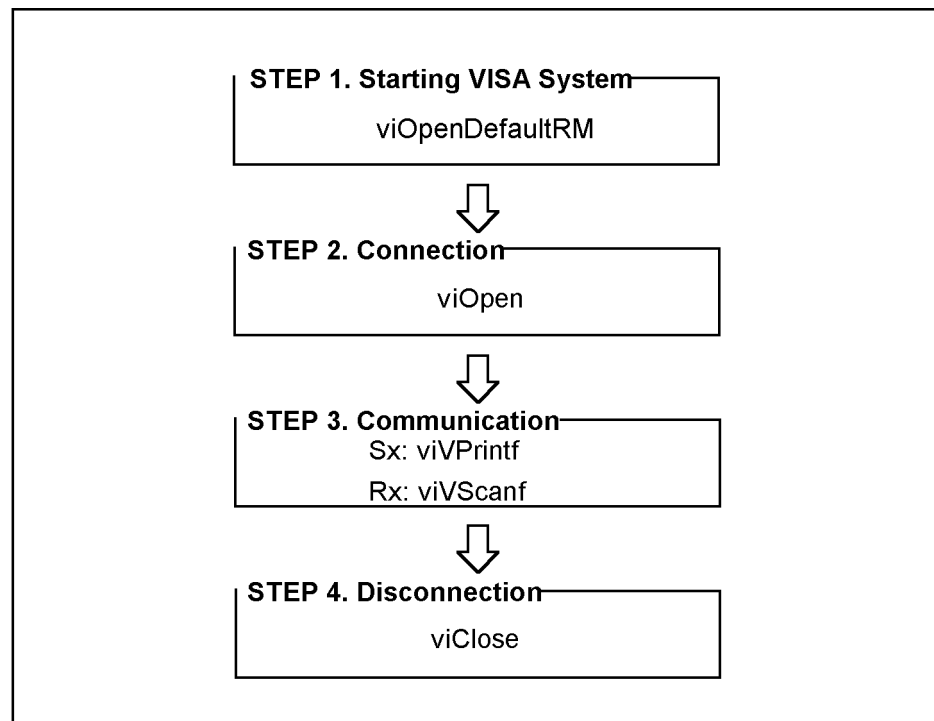 STEP 1. Starting VISA System
viOpenDefaultRM
STEP 2. Connection
viOpen
STEP 3. Communication
Sx: viVPrintf
Rx: viVScanf
STEP 4. Disconnection
viClose